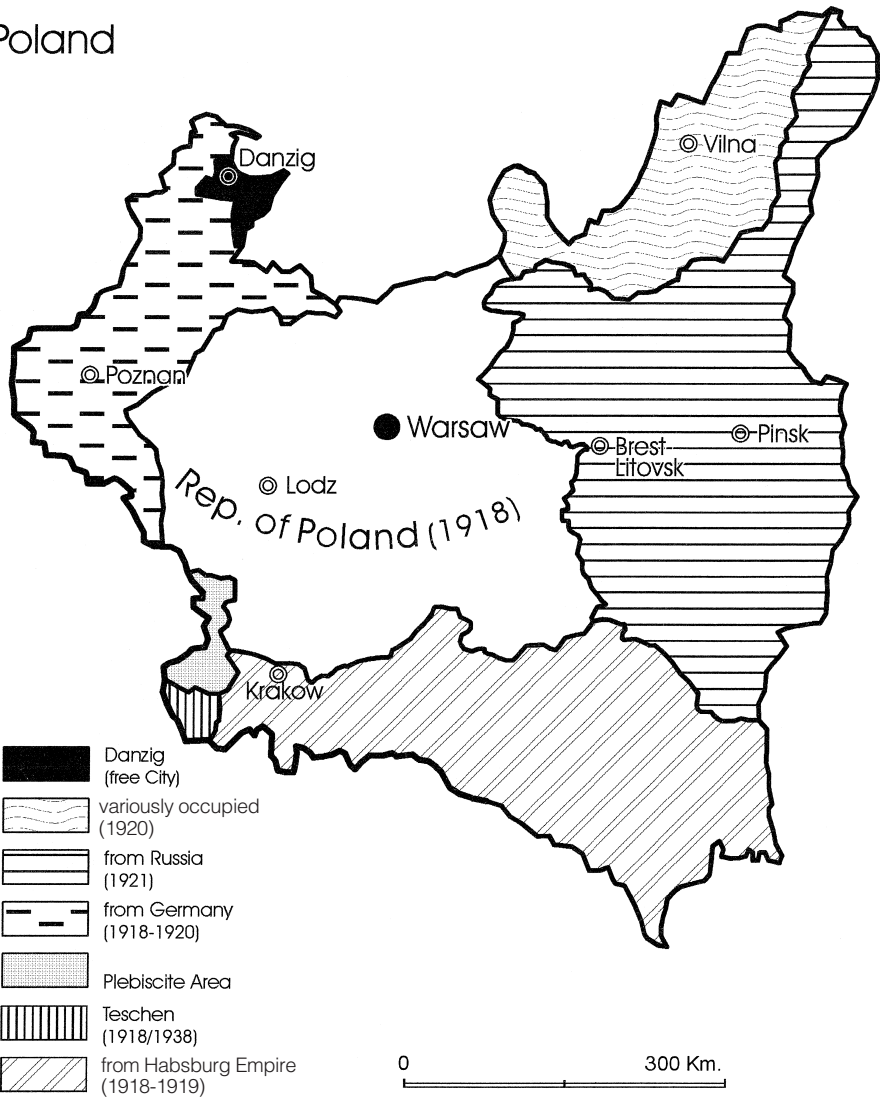 Poland
Danzig
Vilna
Poznan
Warsaw
Pinsk
Brest-
Litovsk
Lodz
Rep. of Poland (1918)
Krakow
Danzig
(free City)
variously occupied
(1920)
from Russia
(1921)
from Germany
(1918-1920)
Plebiscite Area
Teschen
(1918/1938)
from Habsburg Empire
(1918-1919)
0 300 Km.